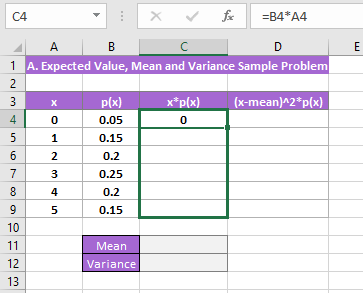 C4 =B4*A4
A B C D E
1 A. Expected Value, Mean and Variance Sample Problem
2
3 x p(x) x*p(x) (x-mean)^2*p(x)
4 0 0.05 0
5 1 0.15
6 2 0.2
7 3 0.25
8 4 0.2
9 5 0.15
10
11 Mean
12 Variance
13